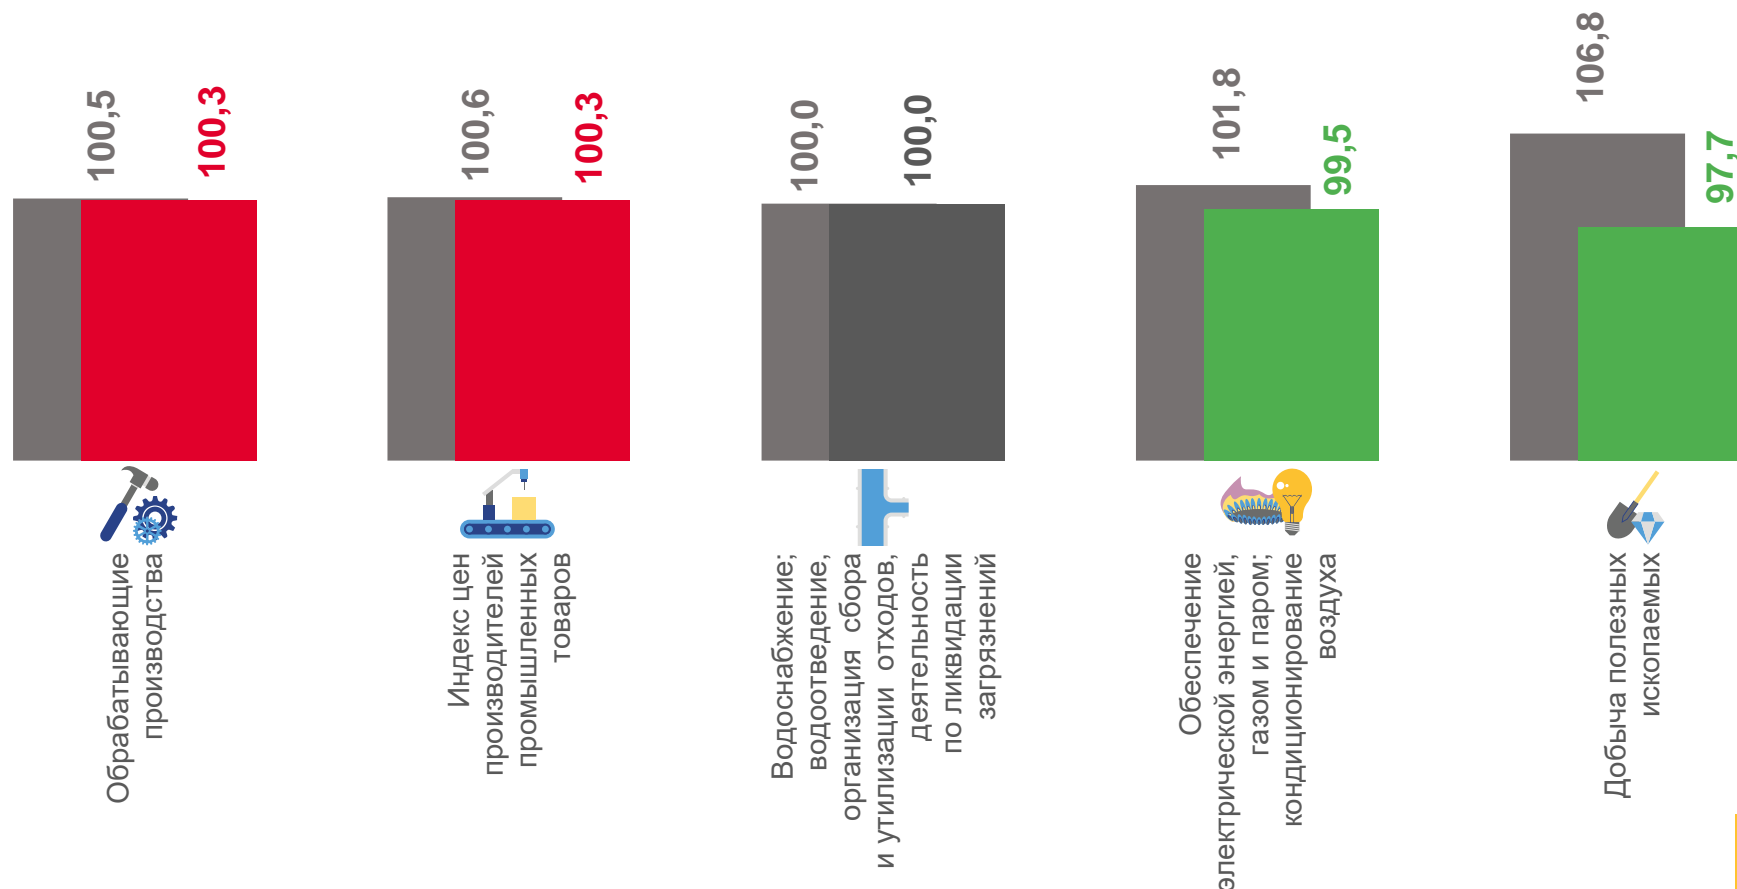 100,5
100,3
100,6
100,3
100,0
100,0
101,8
99,5
106,8
97,7
Обрабатывающие
производства
Индекс цен
производителей
промышленных
товаров
Водоснабжение;
водоотведение,
организация сбора
и утилизации отходов,
деятельность
по ликвидации
загрязнений
Обеспечение
электрической энергией,
газом и паром;
кондиционирование
воздуха
Добыча полезных
ископаемых